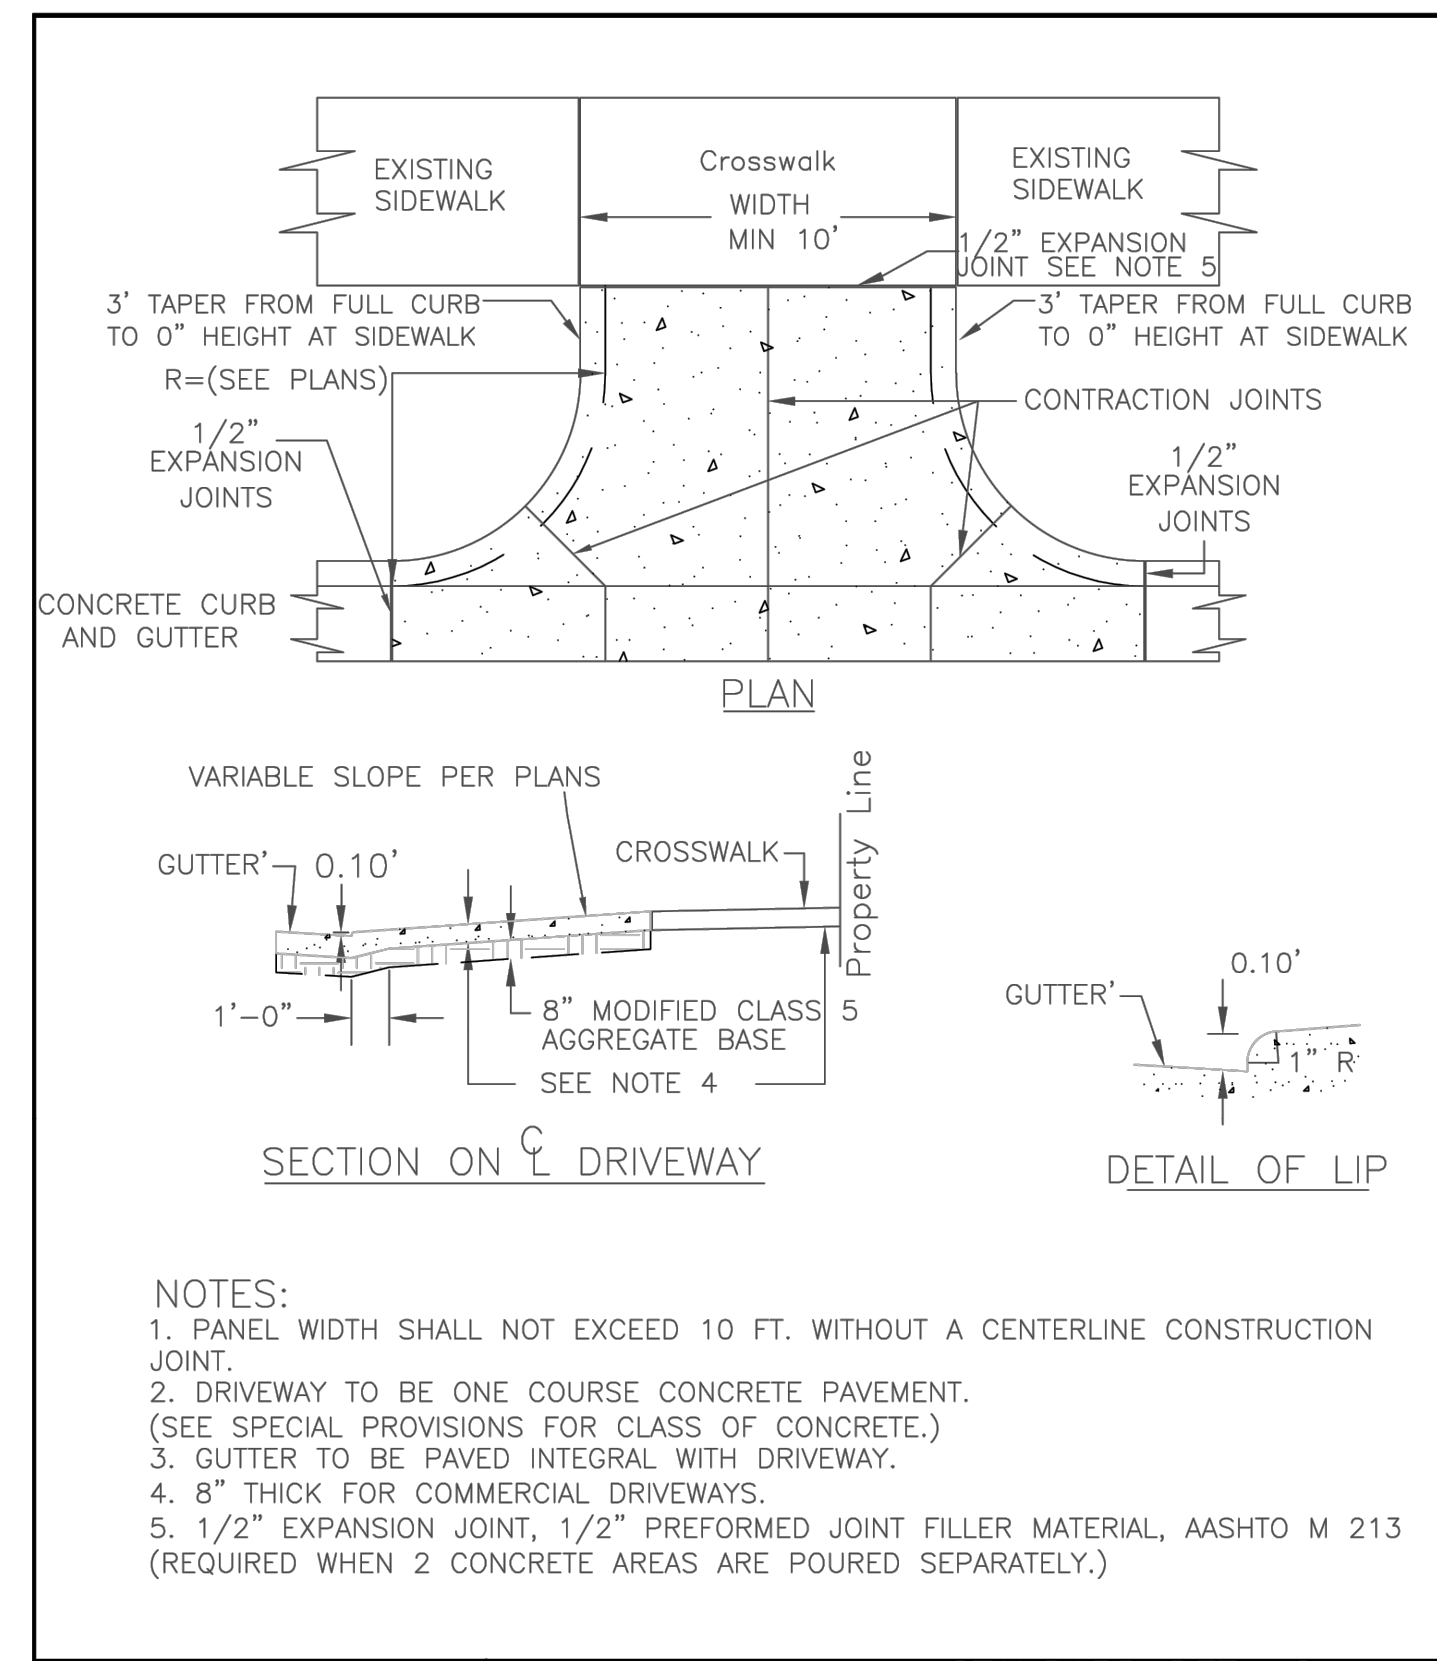 EXISTING
SIDEWALK
Crosswalk
WIDTH
MIN 10'
EXISTING
SIDEWALK
1/2" EXPANSION
JOINT SEE NOTE 5
3' TAPER FROM FULL CURB
TO 0" HEIGHT AT SIDEWALK
3' TAPER FROM FULL CURB
TO 0" HEIGHT AT SIDEWALK
R=(SEE PLANS)
CONTRACTION JOINTS
1/2"
EXPANSION
JOINTS
1/2"
EXPANSION
JOINTS
CONCRETE CURB
AND GUTTER
PLAN
VARIABLE SLOPE PER PLANS
GUTTER'
0.10'
CROSSWALK
Property Line
1'-0"
8" MODIFIED CLASS 5
AGGREGATE BASE
SEE NOTE 4
SECTION ON CL DRIVEWAY
0.10'
GUTTER'
1" R
DETAIL OF LIP
NOTES:
1. PANEL WIDTH SHALL NOT EXCEED 10 FT. WITHOUT A CENTERLINE CONSTRUCTION
JOINT.
2. DRIVEWAY TO BE ONE COURSE CONCRETE PAVEMENT.
(SEE SPECIAL PROVISIONS FOR CLASS OF CONCRETE.)
3. GUTTER TO BE PAVED INTEGRAL WITH DRIVEWAY.
4. 8" THICK FOR COMMERCIAL DRIVEWAYS.
5. 1/2" EXPANSION JOINT, 1/2" PREFORMED JOINT FILLER MATERIAL, AASHTO M 213
(REQUIRED WHEN 2 CONCRETE AREAS ARE POURED SEPARATELY.)